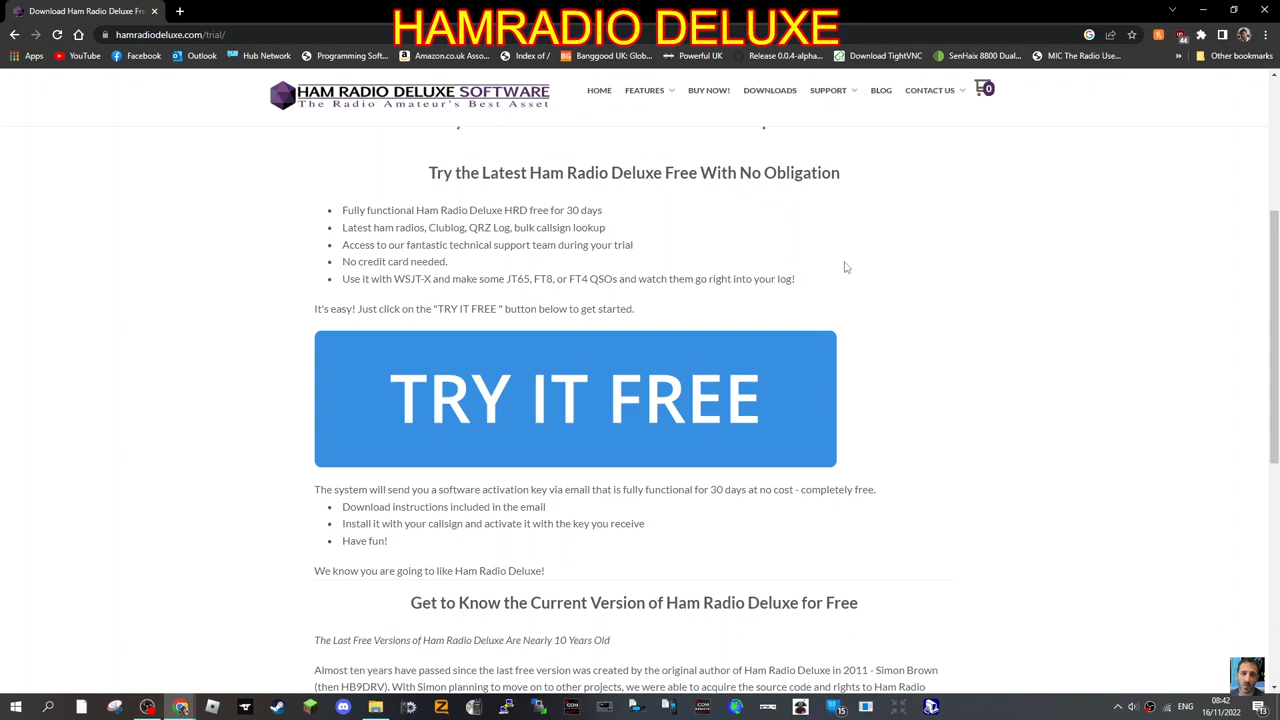 HAMRADIO DELUXE
hamradiodeluxe.com/trial/
Apps YouTube Facebook Outlook Amazon.co.uk Asso... Index of / Banggood UK: Glob... Powerful UK Release 0.0.4-alpha... Download TightVNC SenHaix 8800 Dual... MIC The Radio Mark... »
HAM RADIO DELUXE SOFTWARE
The Radio Amateur's Best Asset
HOME FEATURES BUY NOW! DOWNLOADS SUPPORT BLOG CONTACT US 0
Try the Latest Ham Radio Deluxe Free With No Obligation
• Fully functional Ham Radio Deluxe HRD free for 30 days
• Latest ham radios, Clublog, QRZ Log, bulk callsign lookup
• Access to our fantastic technical support team during your trial
• No credit card needed.
• Use it with WSJT-X and make some JT65, FT8, or FT4 QSOs and watch them go right into your log!
It's easy! Just click on the "TRY IT FREE " button below to get started.
TRY IT FREE
The system will send you a software activation key via email that is fully functional for 30 days at no cost - completely free.
• Download instructions included in the email
• Install it with your callsign and activate it with the key you receive
• Have fun!
We know you are going to like Ham Radio Deluxe!
Get to Know the Current Version of Ham Radio Deluxe for Free
The Last Free Versions of Ham Radio Deluxe Are Nearly 10 Years Old
Almost ten years have passed since the last free version was created by the original author of Ham Radio Deluxe in 2011 - Simon Brown
(then HB9DRV). With Simon planning to move on to other projects, we were able to acquire the source code and rights to Ham Radio
08:42
16/11/2022